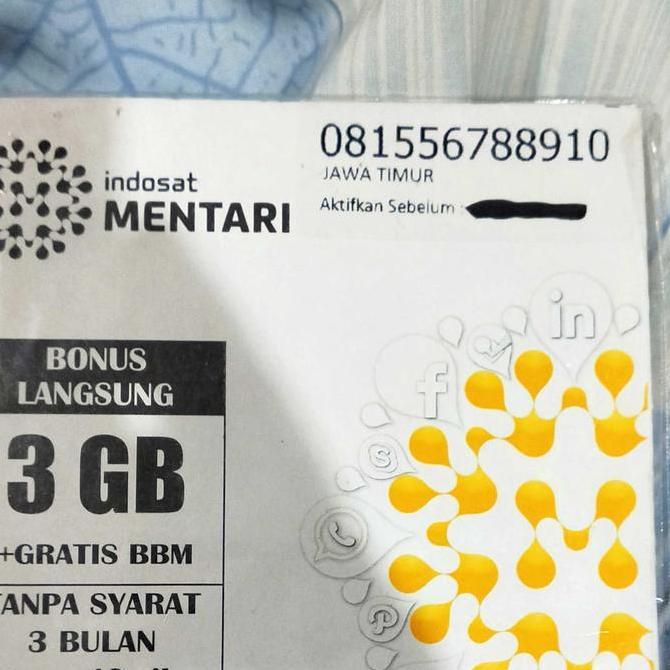 081556788910
JAWA TIMUR
Aktifkan Sebelum :
indosat
MENTARI
BONUS
LANGSUNG
3 GB
+GRATIS BBM
TANPA SYARAT
3 BULAN
in
f